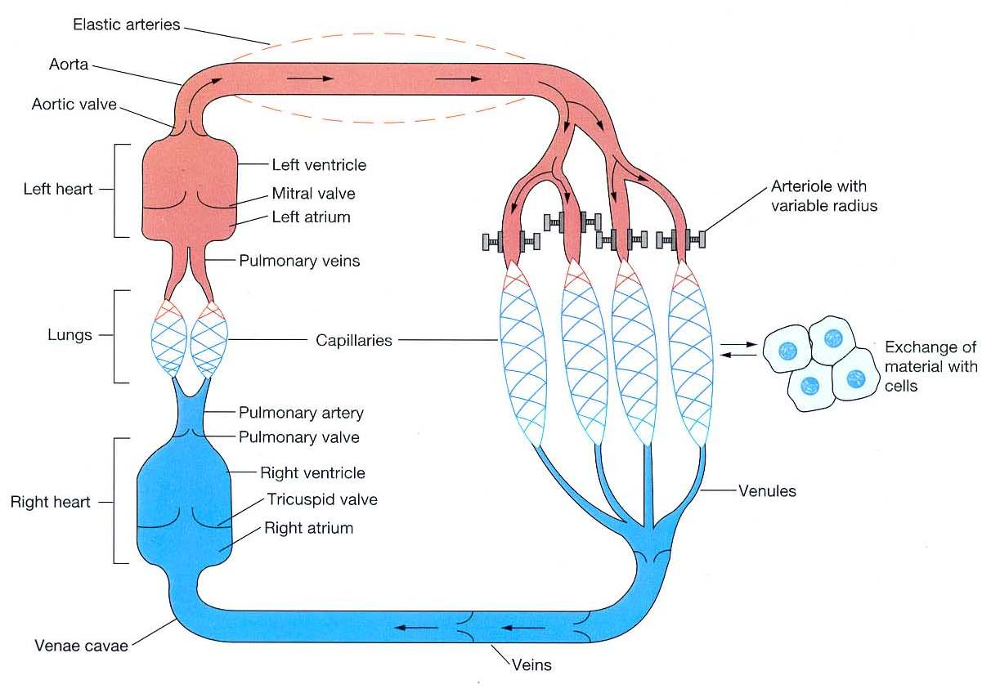 Elastic arteries
Aorta
Aortic valve
Left heart
Left ventricle
Mitral valve
Left atrium
Arteriole with
variable radius
Pulmonary veins
Lungs
Capillaries
Exchange of
material with
cells
Pulmonary artery
Pulmonary valve
Right heart
Right ventricle
Tricuspid valve
Right atrium
Venules
Venae cavae
Veins